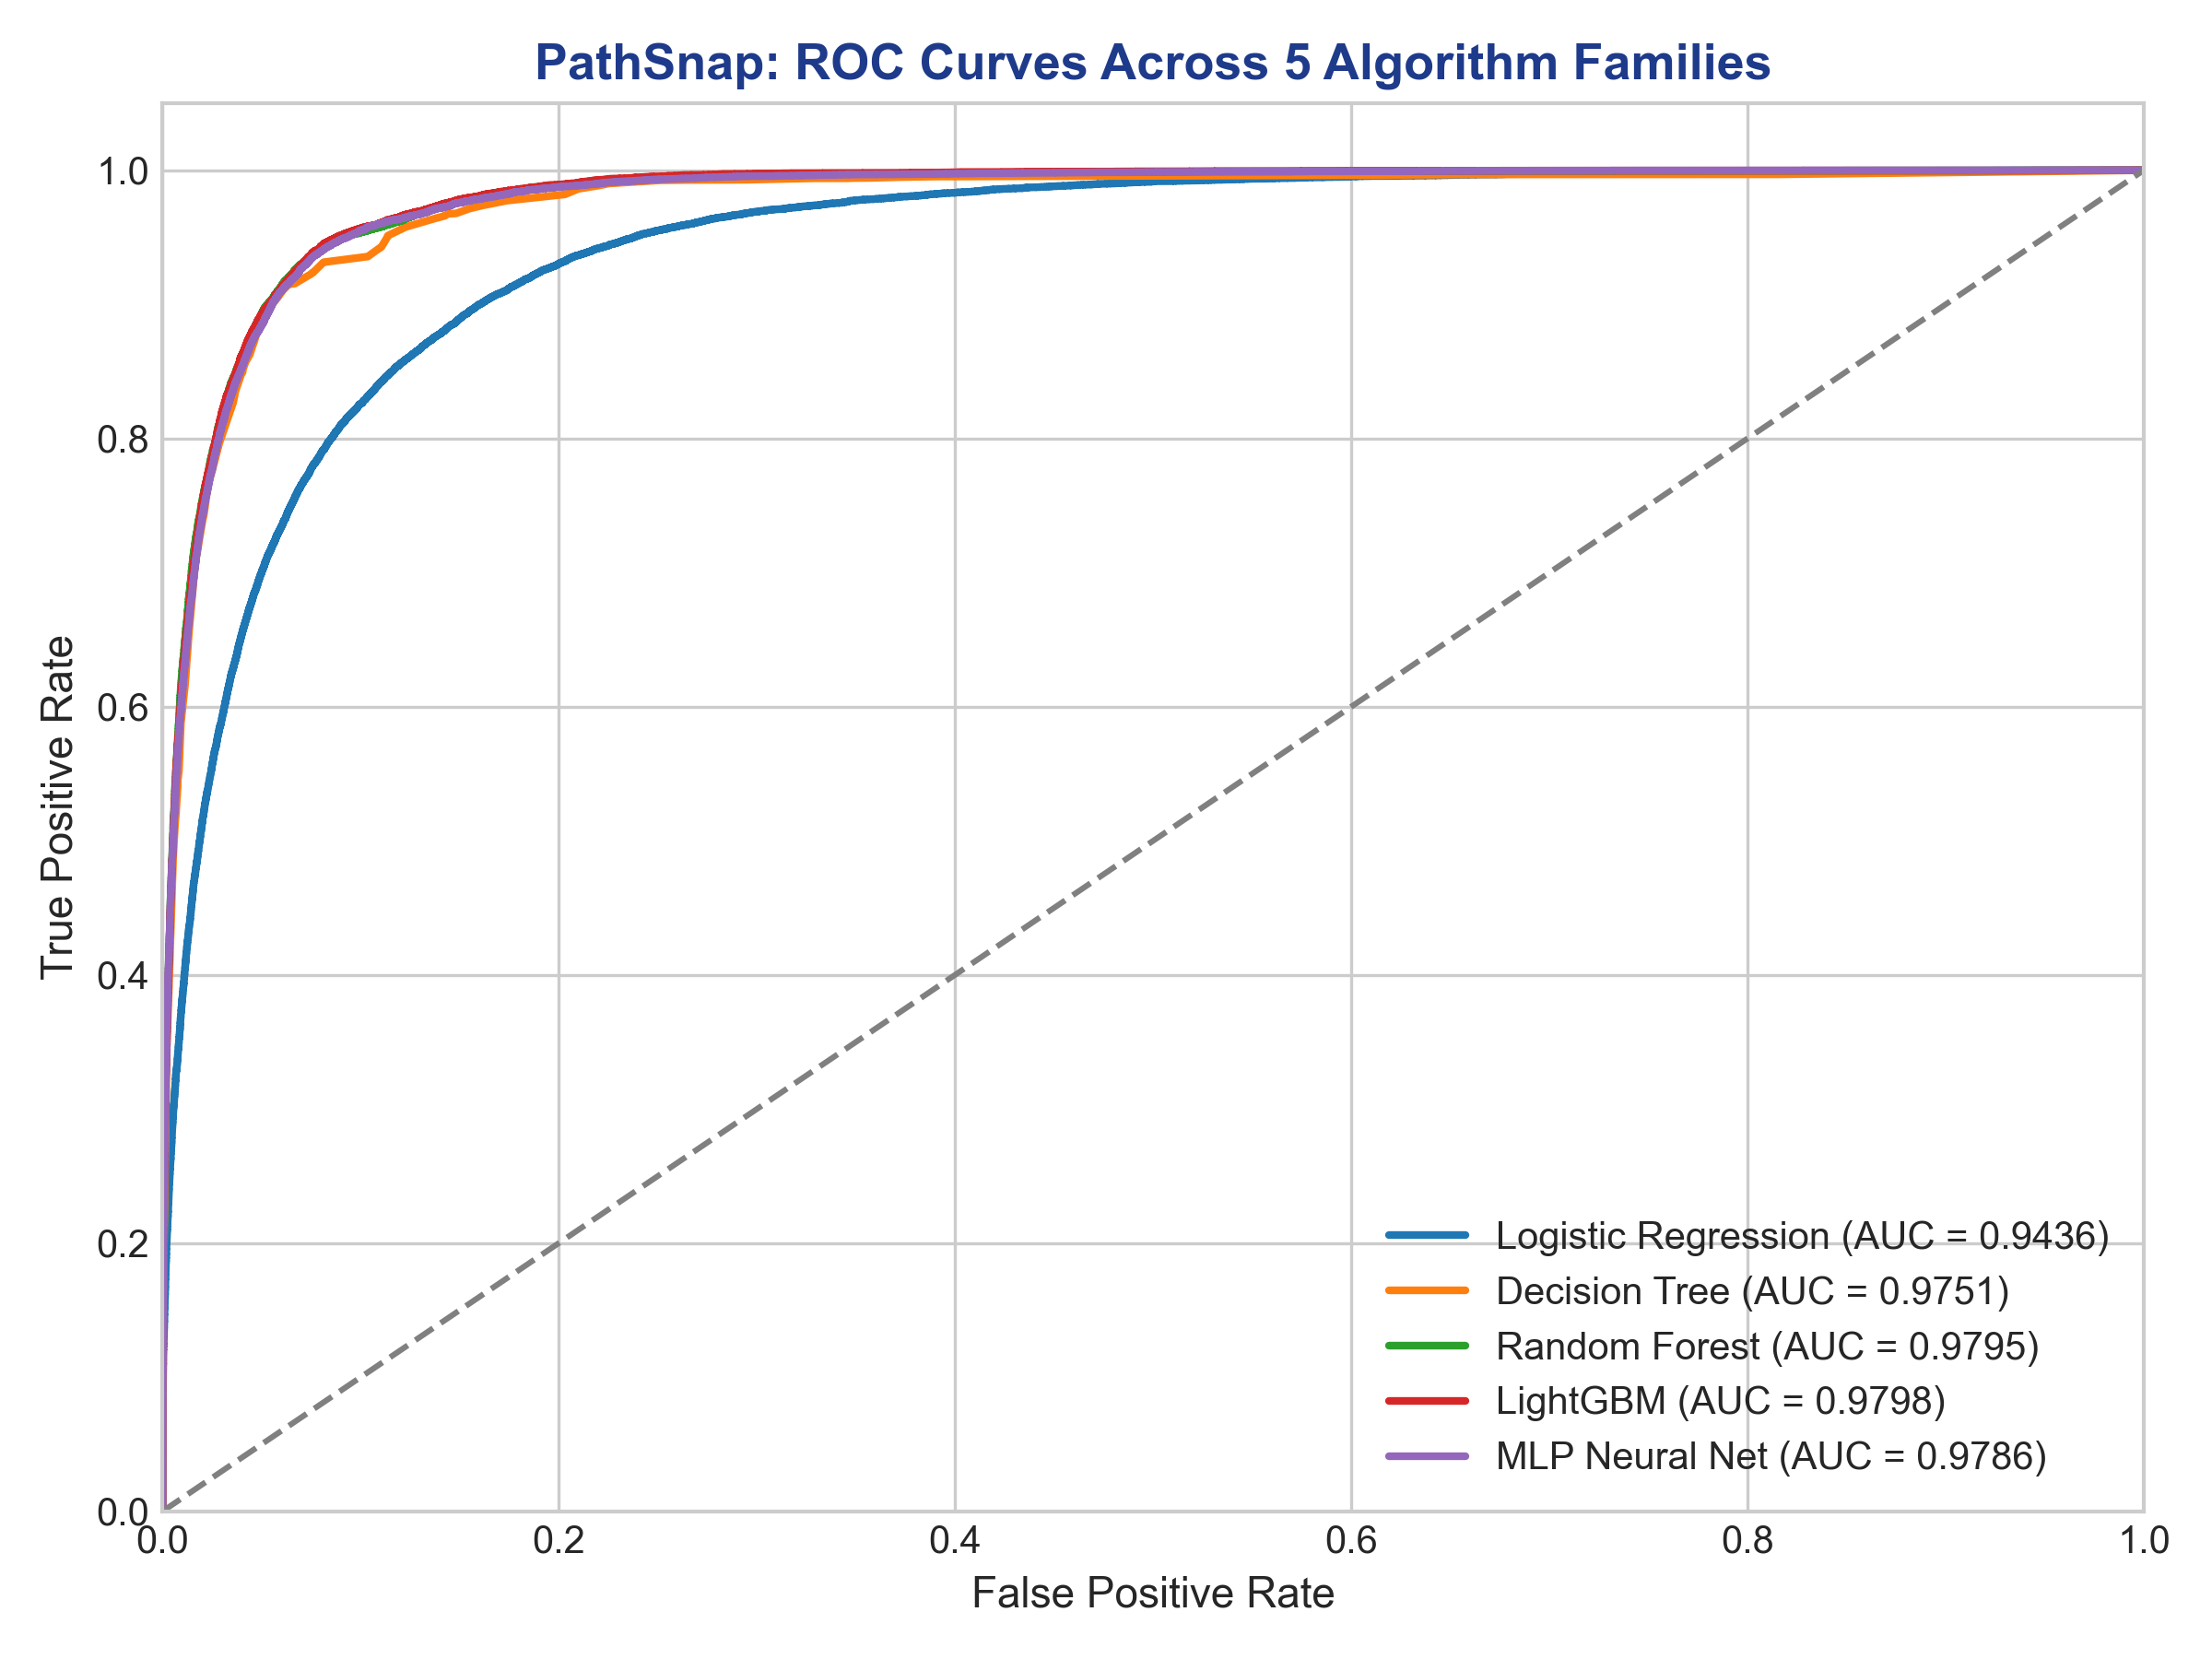 PathSnap: ROC Curves Across 5 Algorithm Families
1.0
0.8
0.6
0.4
0.2
0.0
True Positive Rate
Logistic Regression (AUC = 0.9436)
Decision Tree (AUC = 0.9751)
Random Forest (AUC = 0.9795)
LightGBM (AUC = 0.9798)
MLP Neural Net (AUC = 0.9786)
0.0 0.2 0.4 0.6 0.8 1.0
False Positive Rate